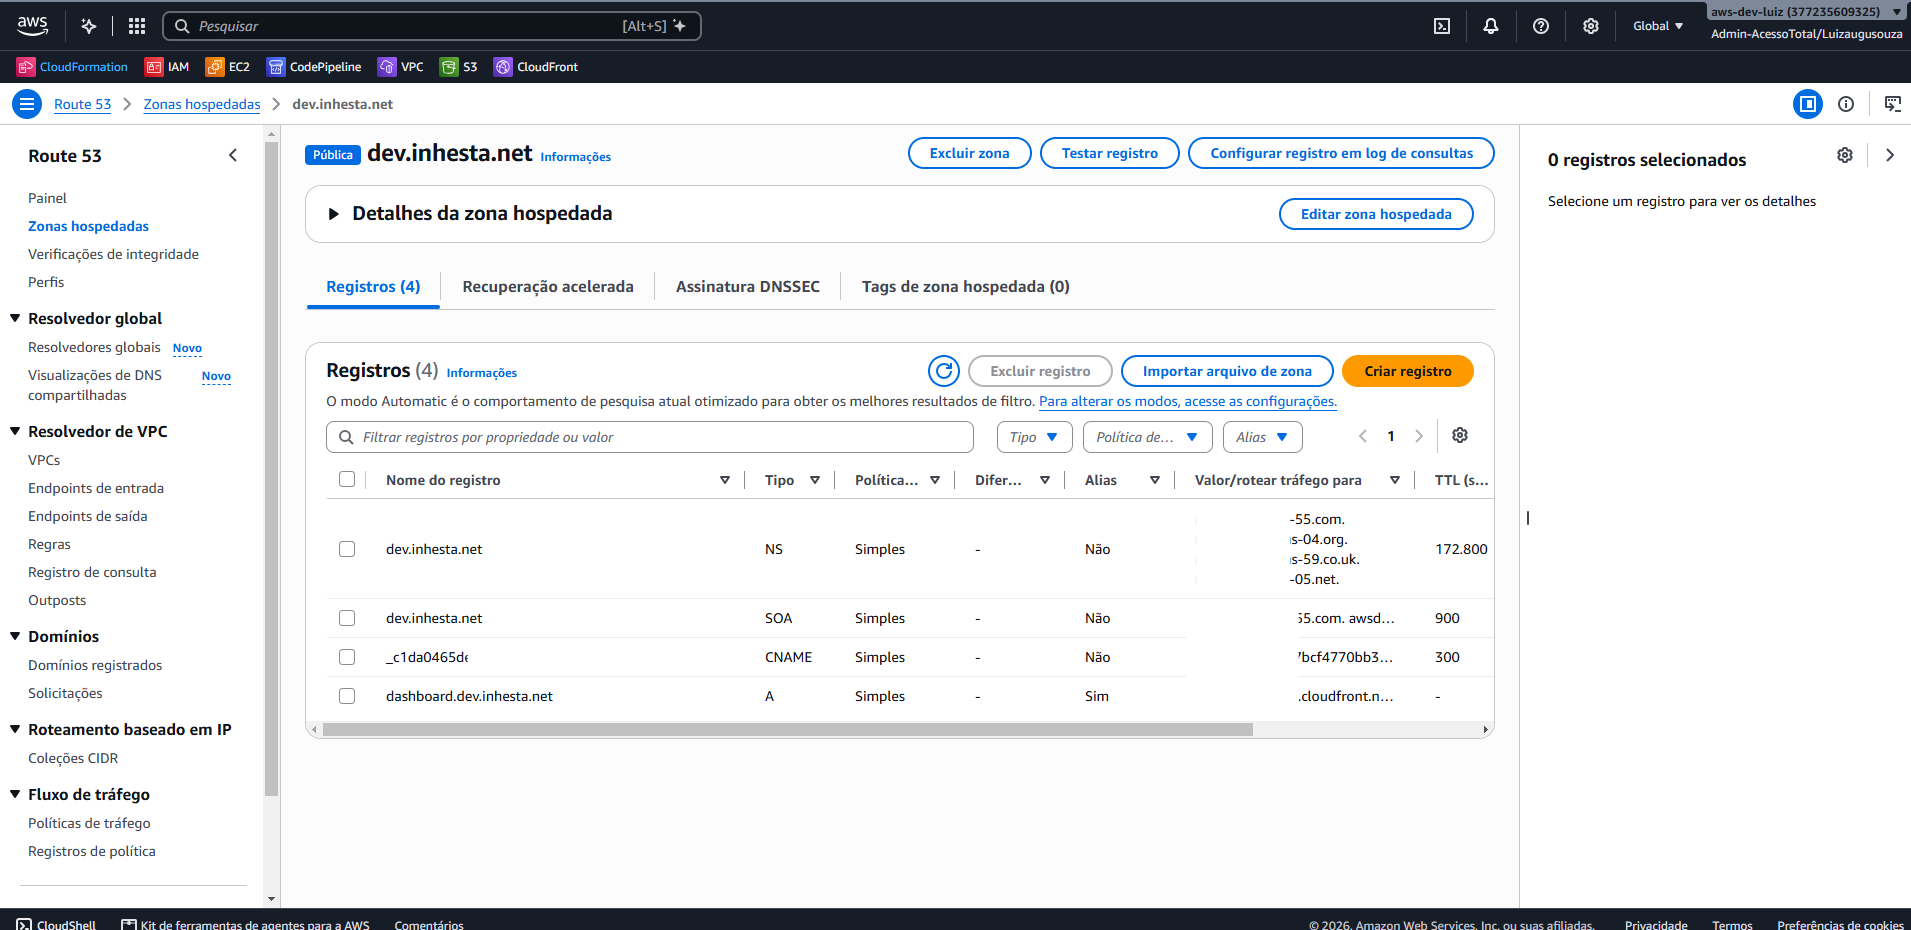 aws
Pesquisar
[Alt+S]
Global
aws-dev-luiz (377235609325)
Admin-AcessoTotal/Luizaugusouza
CloudFormation
IAM
EC2
CodePipeline
VPC
S3
CloudFront
Route 53
Zonas hospedadas
dev.inhesta.net
Route 53
Painel
Zonas hospedadas
Verificações de integridade
Perfis
Resolvedor global
Resolvedores globais Novo
Visualizações de DNS Novo
compartilhadas
Resolvedor de VPC
VPCs
Endpoints de entrada
Endpoints de saída
Regras
Registro de consulta
Outposts
Domínios
Domínios registrados
Solicitações
Roteamento baseado em IP
Coleções CIDR
Fluxo de tráfego
Políticas de tráfego
Registros de política
Pública dev.inhesta.net Informações
Excluir zona
Testar registro
Configurar registro em log de consultas
Detalhes da zona hospedada
Editar zona hospedada
Registros (4)
Recuperação acelerada
Assinatura DNSSEC
Tags de zona hospedada (0)
Registros (4) Informações
Excluir registro
Importar arquivo de zona
Criar registro
O modo Automatic é o comportamento de pesquisa atual otimizado para obter os melhores resultados de filtro. Para alterar os modos, acesse as configurações.
Filtrar registros por propriedade ou valor
Tipo
Política de...
Alias
1
Nome do registro Tipo Política... Difer... Alias Valor/rotear tráfego para TTL (s...
-55.com.
s-04.org.
dev.inhesta.net NS Simples - Não 172.800
s-59.co.uk.
-05.net.
dev.inhesta.net SOA Simples - Não 55.com. awsd... 900
_c1da0465de CNAME Simples - Não 7bcf4770bb3... 300
dashboard.dev.inhesta.net A Simples - Sim .cloudfront.n... -
0 registros selecionados
Selecione um registro para ver os detalhes
CloudShell
Kit de ferramentas de agentes para a AWS
Comentários
© 2026, Amazon Web Services, Inc. ou suas afiliadas.
Privacidade
Termos
Preferências de cookies